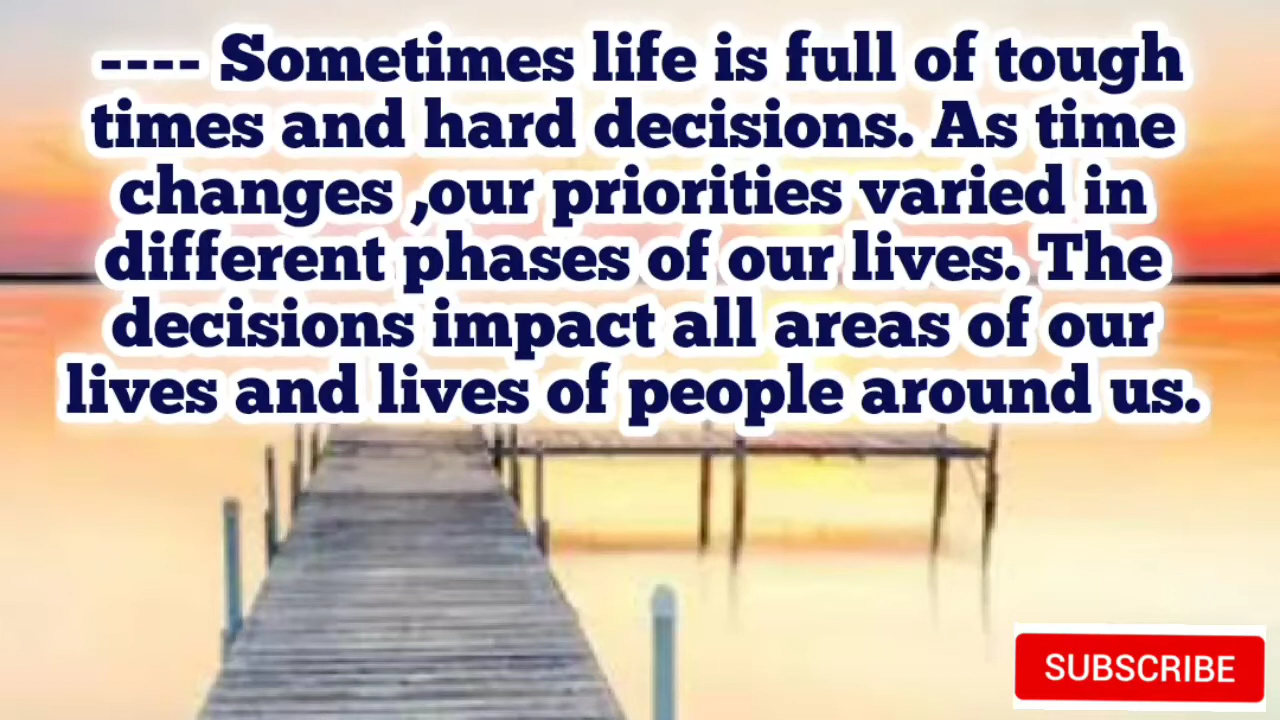 ---- Sometimes life is full of tough
times and hard decisions. As time
changes ,our priorities varied in
different phases of our lives. The
decisions impact all areas of our
lives and lives of people around us.
SUBSCRIBE